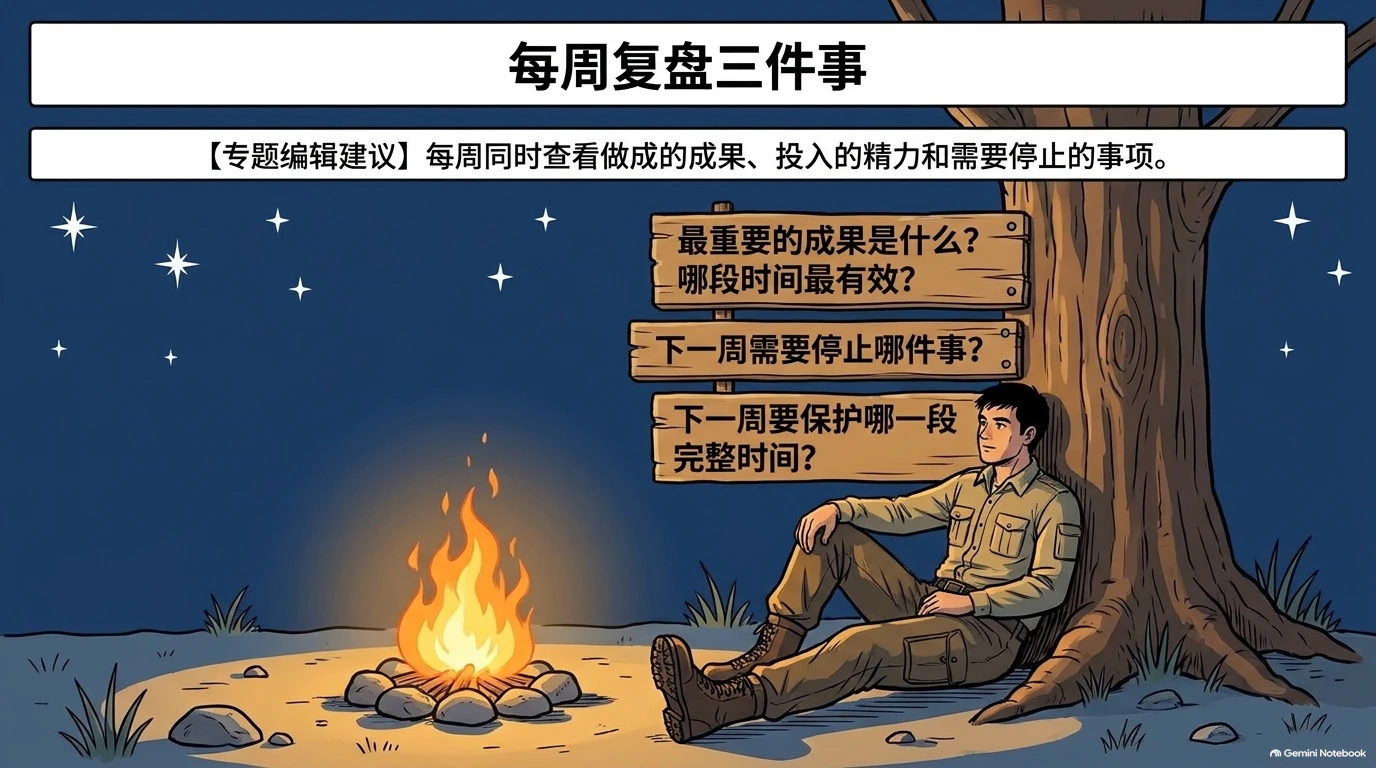 每周复盘三件事
【专题编辑建议】每周同时查看做成的成果、投入的精力和需要停止的事项。
最重要的成果是什么？
哪段时间最有效？
下一周需要停止哪件事？
下一周要保护哪一段
完整时间？
Gemini Notebook